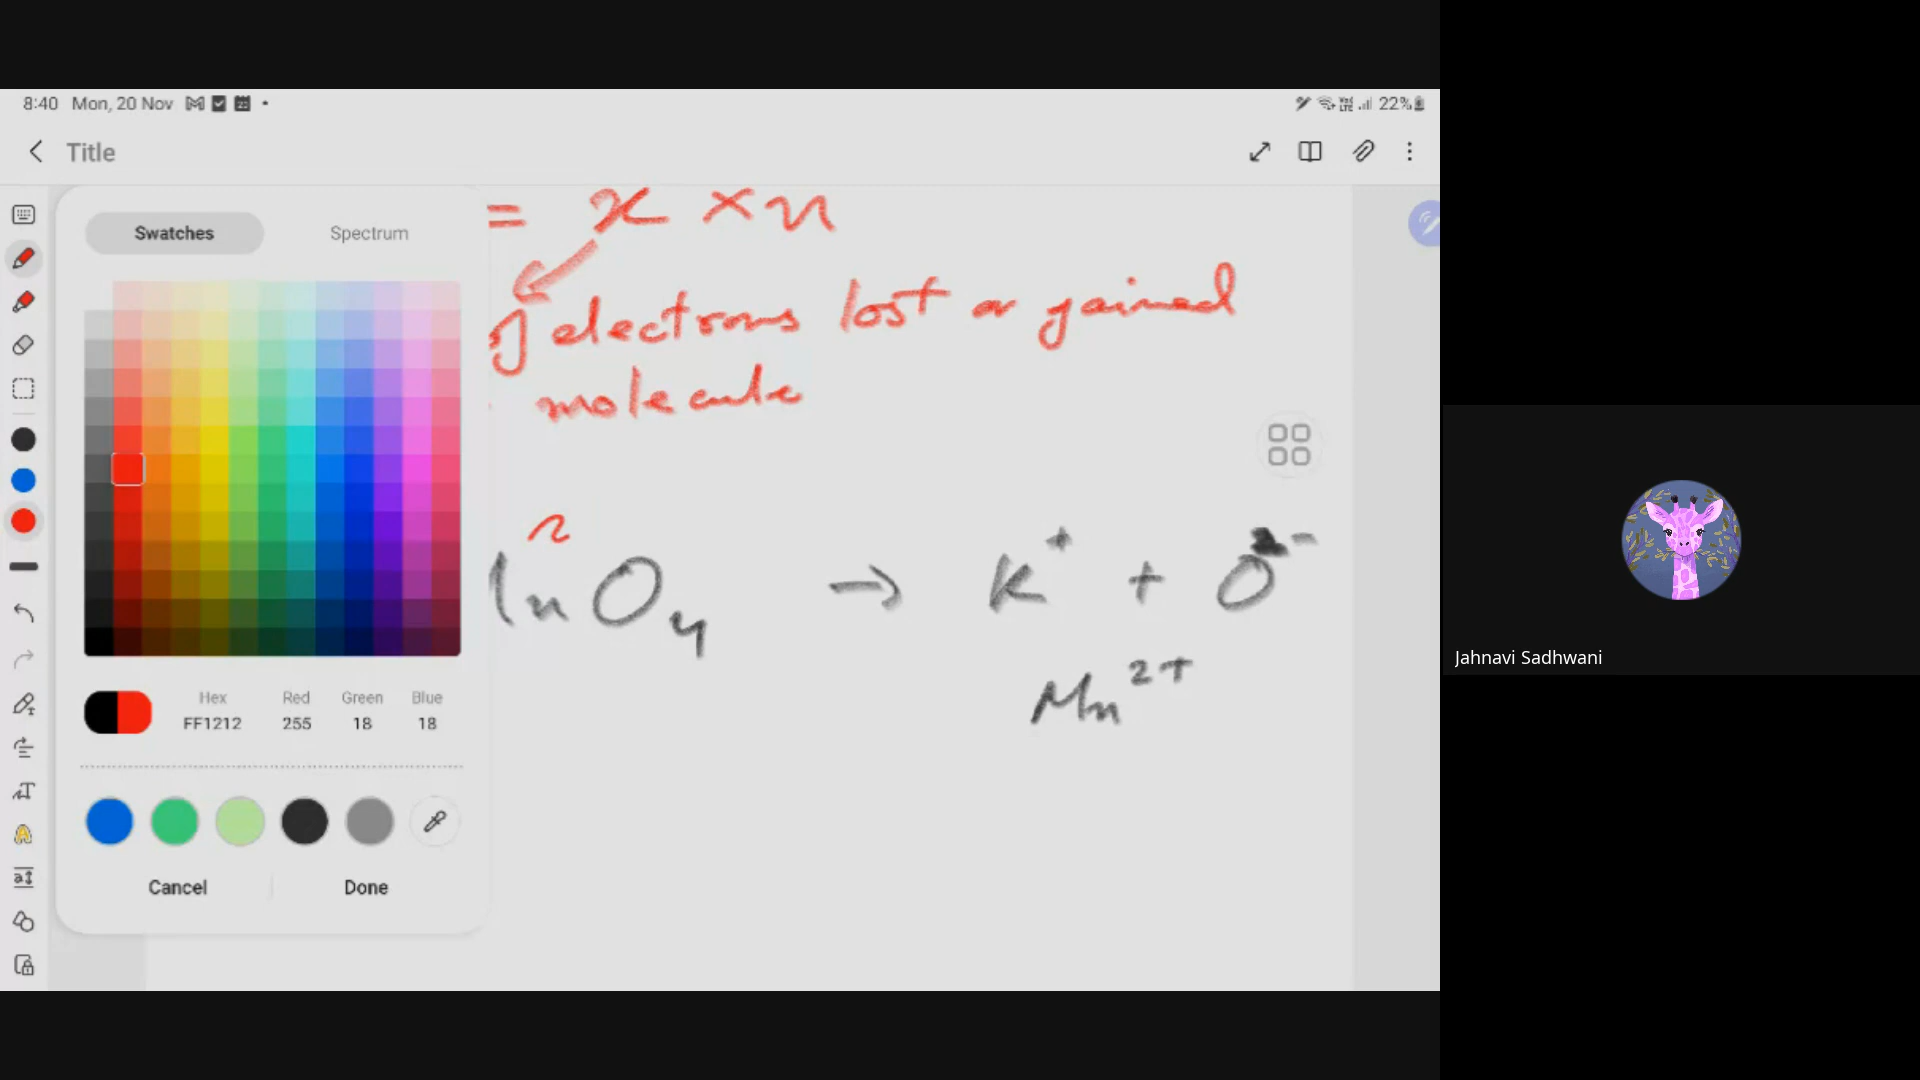 8:40 Mon, 20 Nov 22%
Title
Swatches Spectrum
= x × n
of electrons lost or gained
molecule
n
nO₄ → K⁺ + O²⁻
Mn²⁺
Hex Red Green Blue
FF1212 255 18 18
Cancel Done
Jahnavi Sadhwani